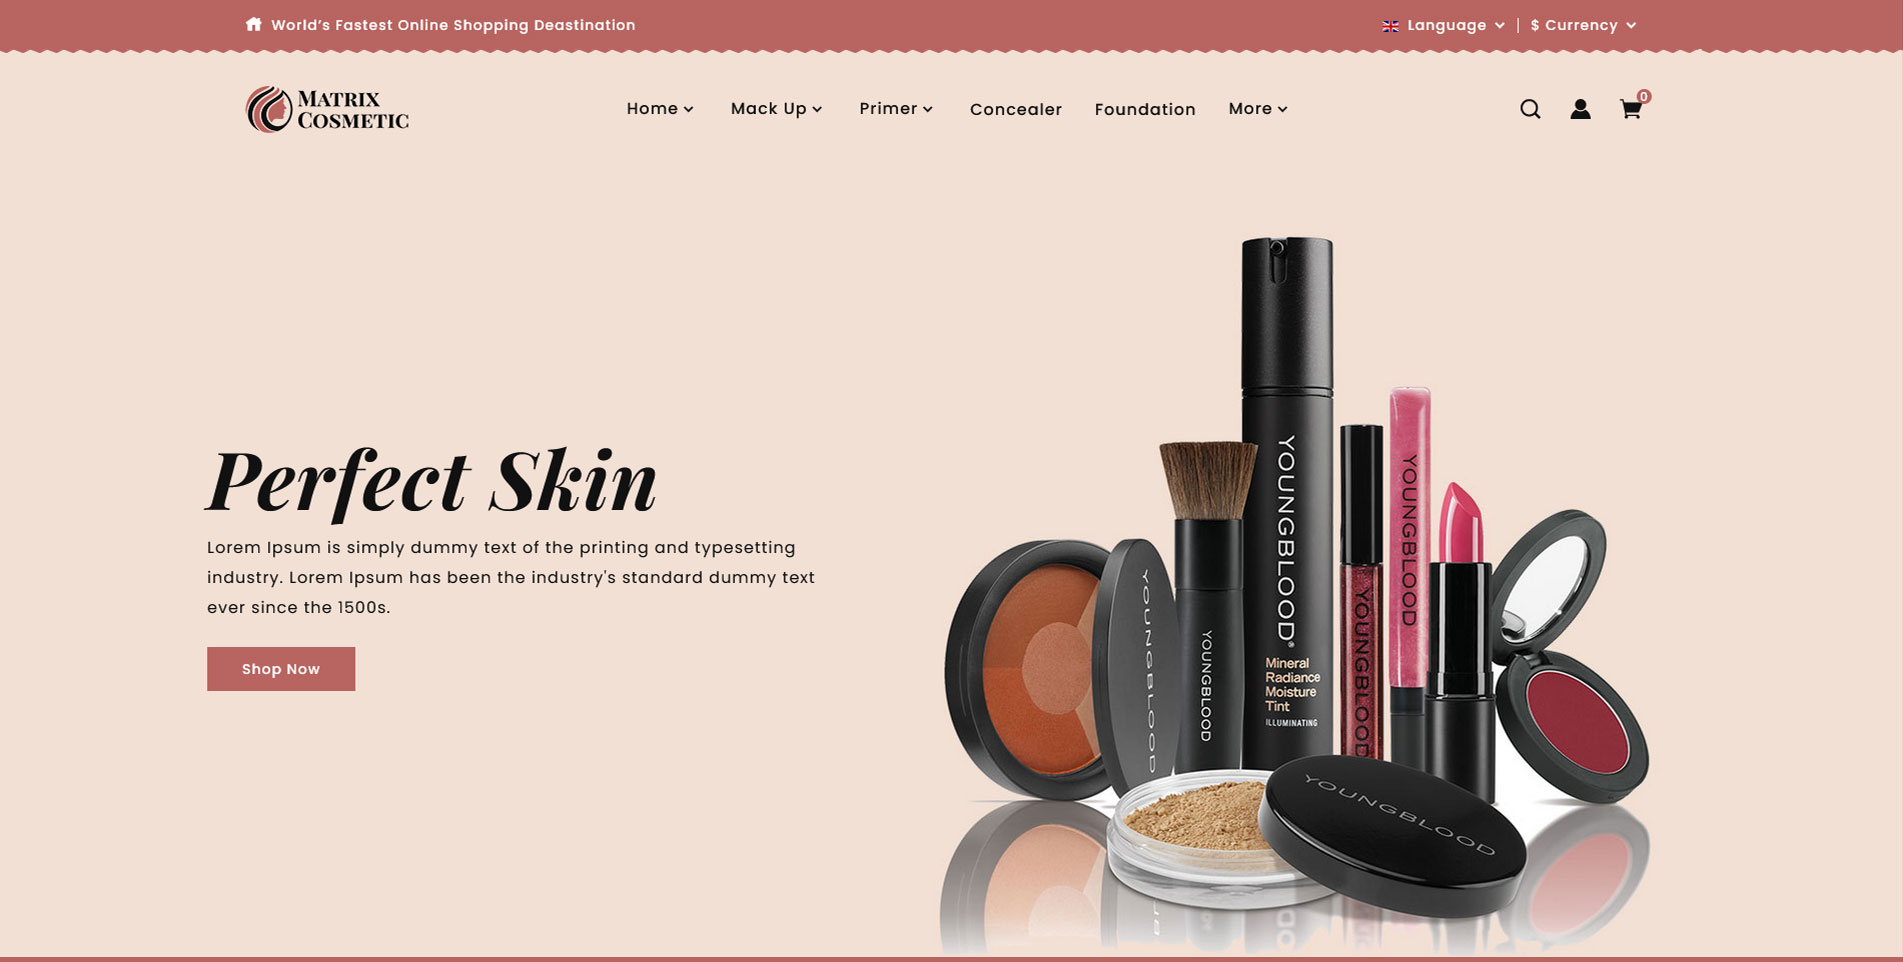 World's Fastest Online Shopping Deastination
Language
$ Currency
MATRIX
COSMETIC
Home
Mack Up
Primer
Concealer
Foundation
More
0
Perfect Skin
Lorem Ipsum is simply dummy text of the printing and typesetting
industry. Lorem Ipsum has been the industry's standard dummy text
ever since the 1500s.
Shop Now
YOUNGBLOOD
YOUNGBLOOD
YOUNGBLOOD®
Mineral
Radiance
Moisture
Tint
ILLUMINATING
YOUNGBLOOD
YOUNGBLOOD
YOUNGBLOOD